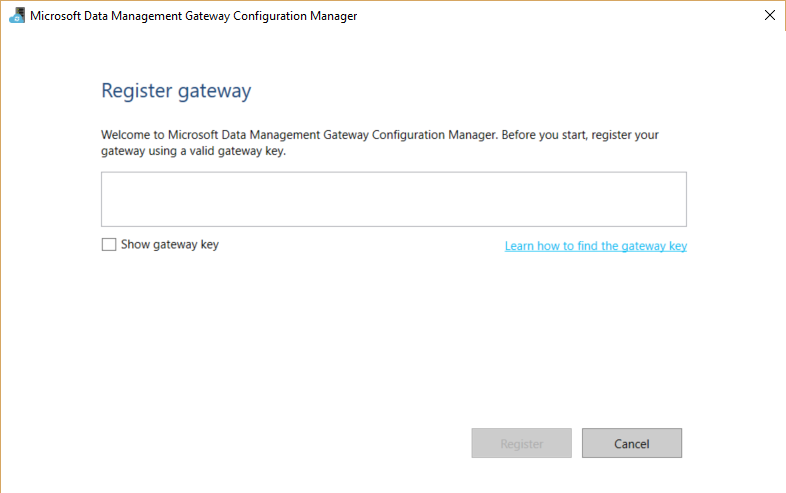 Microsoft Data Management Gateway Configuration Manager
Register gateway
Welcome to Microsoft Data Management Gateway Configuration Manager. Before you start, register your
gateway using a valid gateway key.
Show gateway key
Learn how to find the gateway key
Register
Cancel